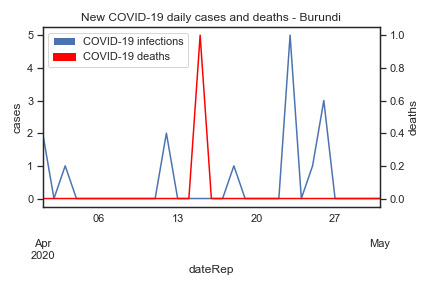 New COVID-19 daily cases and deaths - Burundi
COVID-19 infections
COVID-19 deaths
5
4
3
2
1
0
cases
1.0
0.8
0.6
0.4
0.2
0.0
deaths
06 13 20 27
Apr May
2020
dateRep